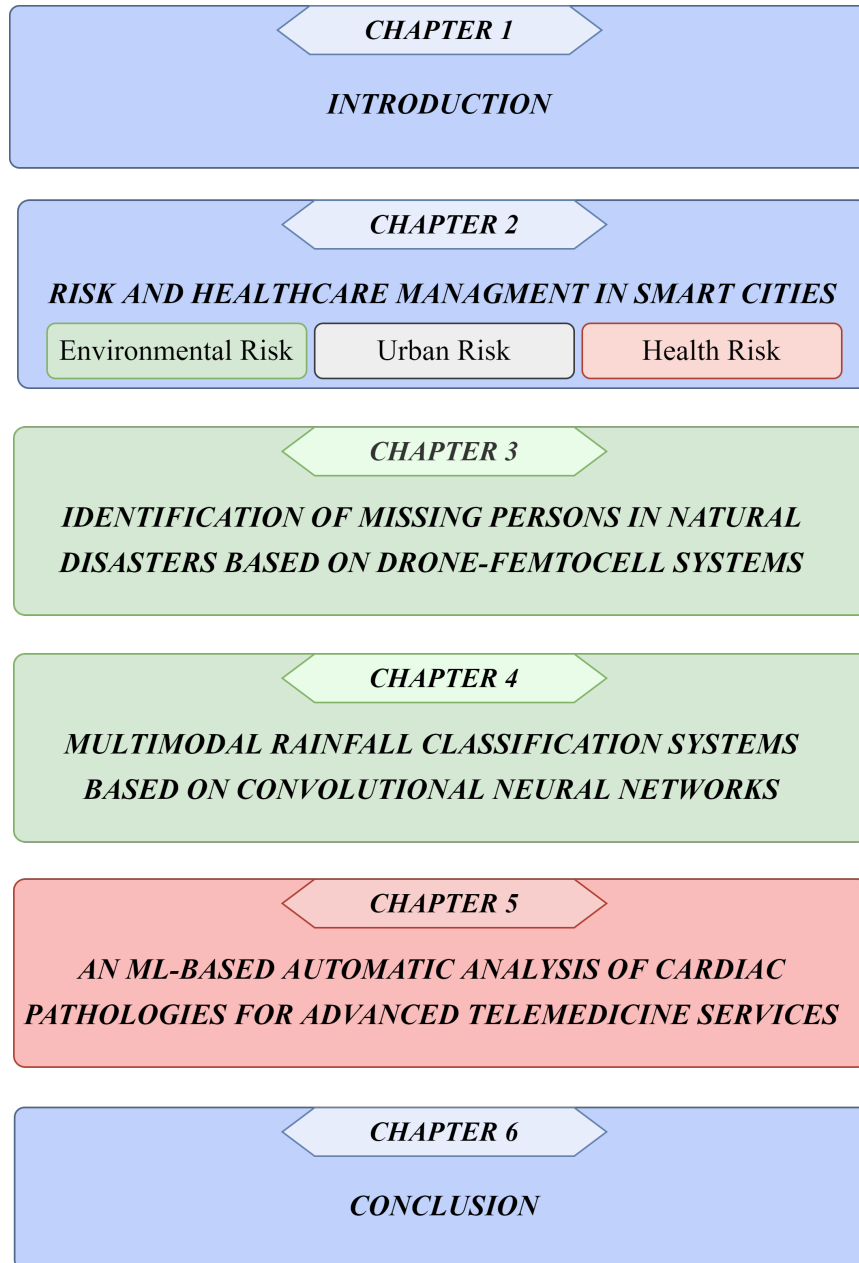 CHAPTER 1
INTRODUCTION
CHAPTER 2
RISK AND HEALTHCARE MANAGMENT IN SMART CITIES
Environmental Risk
Urban Risk
Health Risk
CHAPTER 3
IDENTIFICATION OF MISSING PERSONS IN NATURAL
DISASTERS BASED ON DRONE-FEMTOCELL SYSTEMS
CHAPTER 4
MULTIMODAL RAINFALL CLASSIFICATION SYSTEMS
BASED ON CONVOLUTIONAL NEURAL NETWORKS
CHAPTER 5
AN ML-BASED AUTOMATIC ANALYSIS OF CARDIAC
PATHOLOGIES FOR ADVANCED TELEMEDICINE SERVICES
CHAPTER 6
CONCLUSION